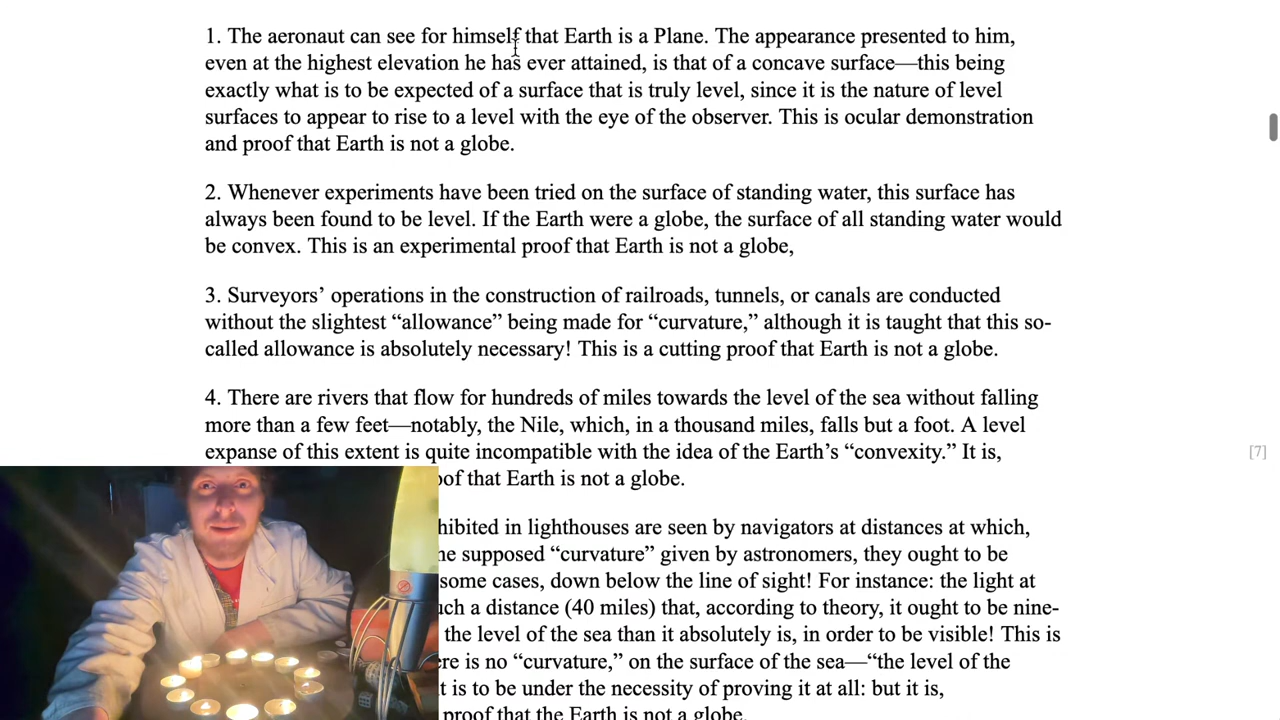 1. The aeronaut can see for himself that Earth is a Plane. The appearance presented to him,
even at the highest elevation he has ever attained, is that of a concave surface—this being
exactly what is to be expected of a surface that is truly level, since it is the nature of level
surfaces to appear to rise to a level with the eye of the observer. This is ocular demonstration
and proof that Earth is not a globe.
2. Whenever experiments have been tried on the surface of standing water, this surface has
always been found to be level. If the Earth were a globe, the surface of all standing water would
be convex. This is an experimental proof that Earth is not a globe,
3. Surveyors’ operations in the construction of railroads, tunnels, or canals are conducted
without the slightest “allowance” being made for “curvature,” although it is taught that this so-
called allowance is absolutely necessary! This is a cutting proof that Earth is not a globe.
4. There are rivers that flow for hundreds of miles towards the level of the sea without falling
more than a few feet—notably, the Nile, which, in a thousand miles, falls but a foot. A level
expanse of this extent is quite incompatible with the idea of the Earth’s “convexity.” It is,
[7]
of that Earth is not a globe.
hibited in lighthouses are seen by navigators at distances at which,
he supposed “curvature” given by astronomers, they ought to be
some cases, down below the line of sight! For instance: the light at
ch a distance (40 miles) that, according to theory, it ought to be nine-
the level of the sea than it absolutely is, in order to be visible! This is
re is no “curvature,” on the surface of the sea—“the level of the
t is to be under the necessity of proving it at all: but it is,
proof that the Earth is not a globe.